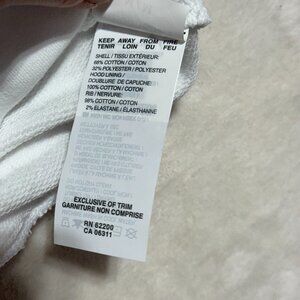 KEEP AWAY FROM FIRE
TENIR LOIN DU FEU
SHELL / TISSU EXTÉRIEUR:
68% COTTON / COTON
32% POLYESTER / POLYESTER
HOOD LINING /
DOUBLURE DE CAPUCHE:
100% COTTON / COTON
RIB / NERVURE:
98% COTTON / COTON
2% ELASTANE / ÉLASTHANNE
EXCLUSIVE OF TRIM
GARNITURE NON COMPRISE
RN 62200
CA 06311